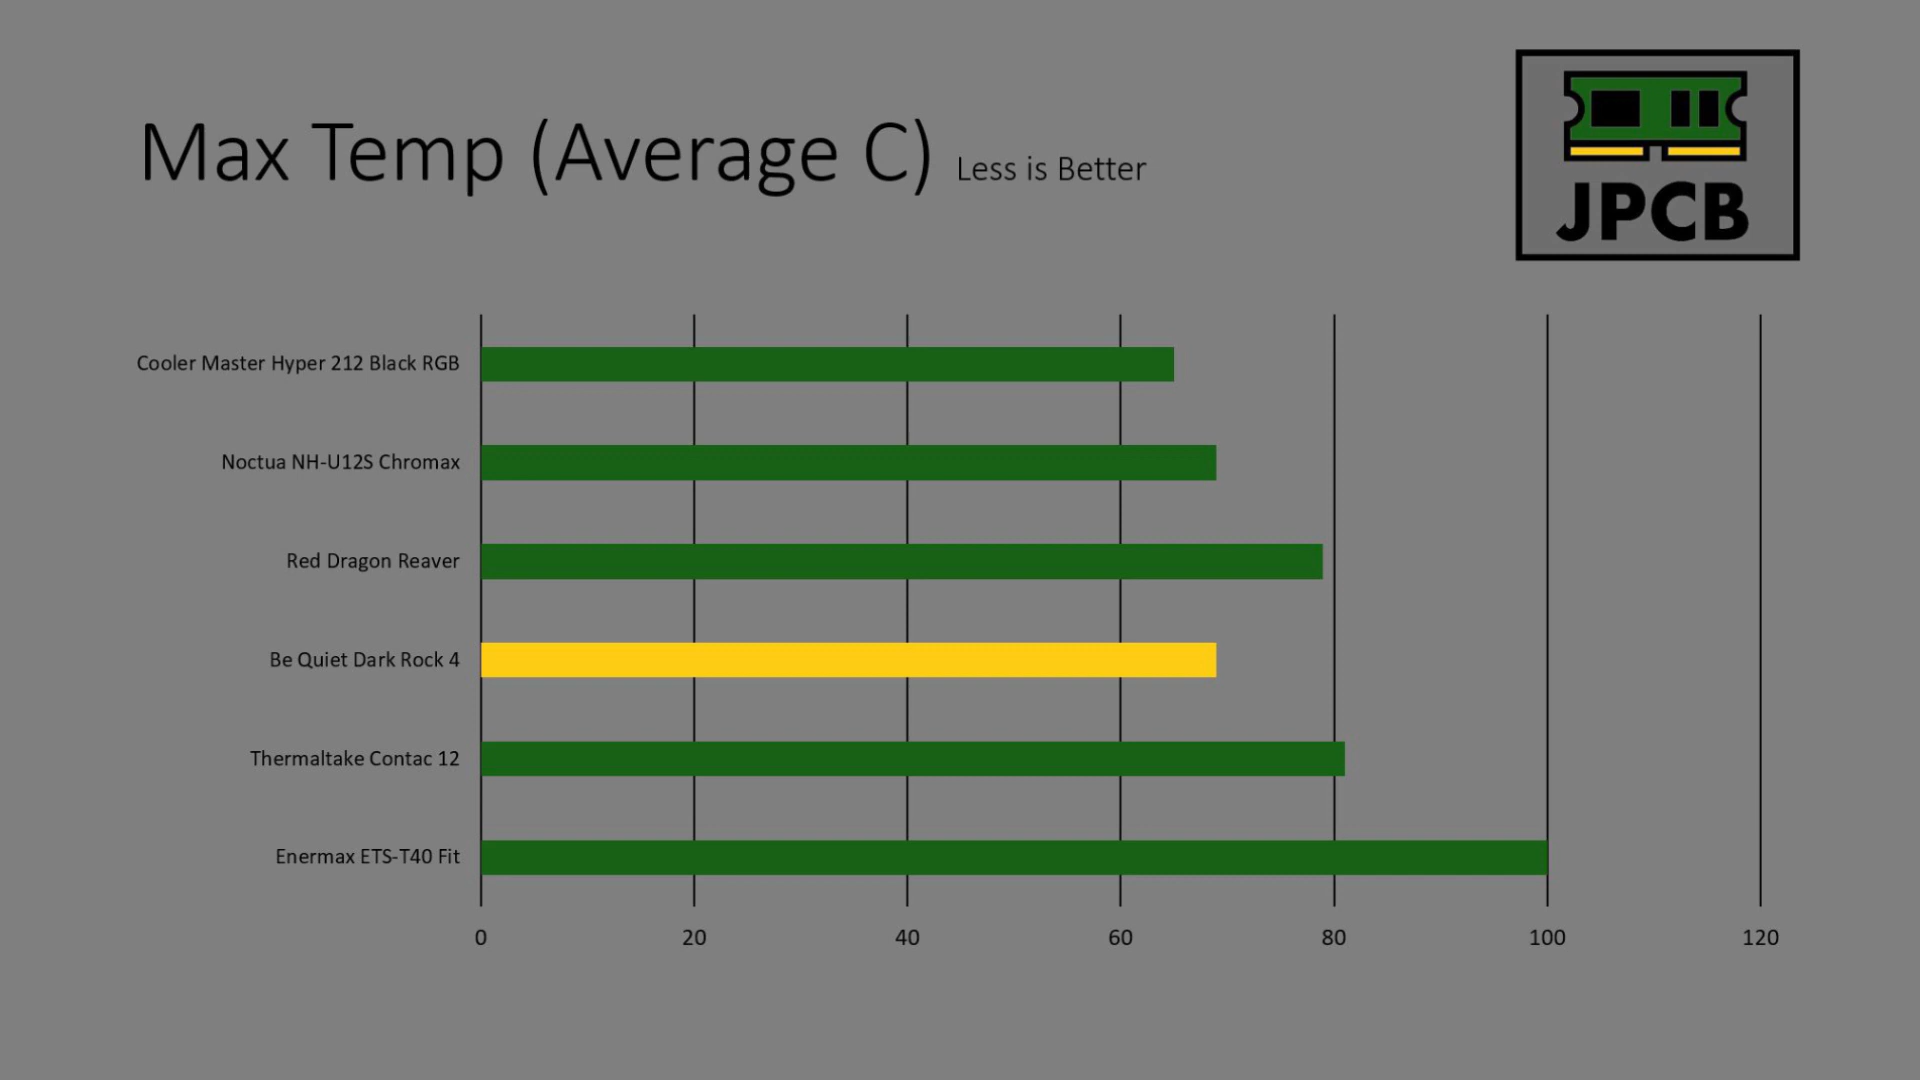 Max Temp (Average C) Less is Better
JPCB
Cooler Master Hyper 212 Black RGB
Noctua NH-U12S Chromax
Red Dragon Reaver
Be Quiet Dark Rock 4
Thermaltake Contac 12
Enermax ETS-T40 Fit
0 20 40 60 80 100 120